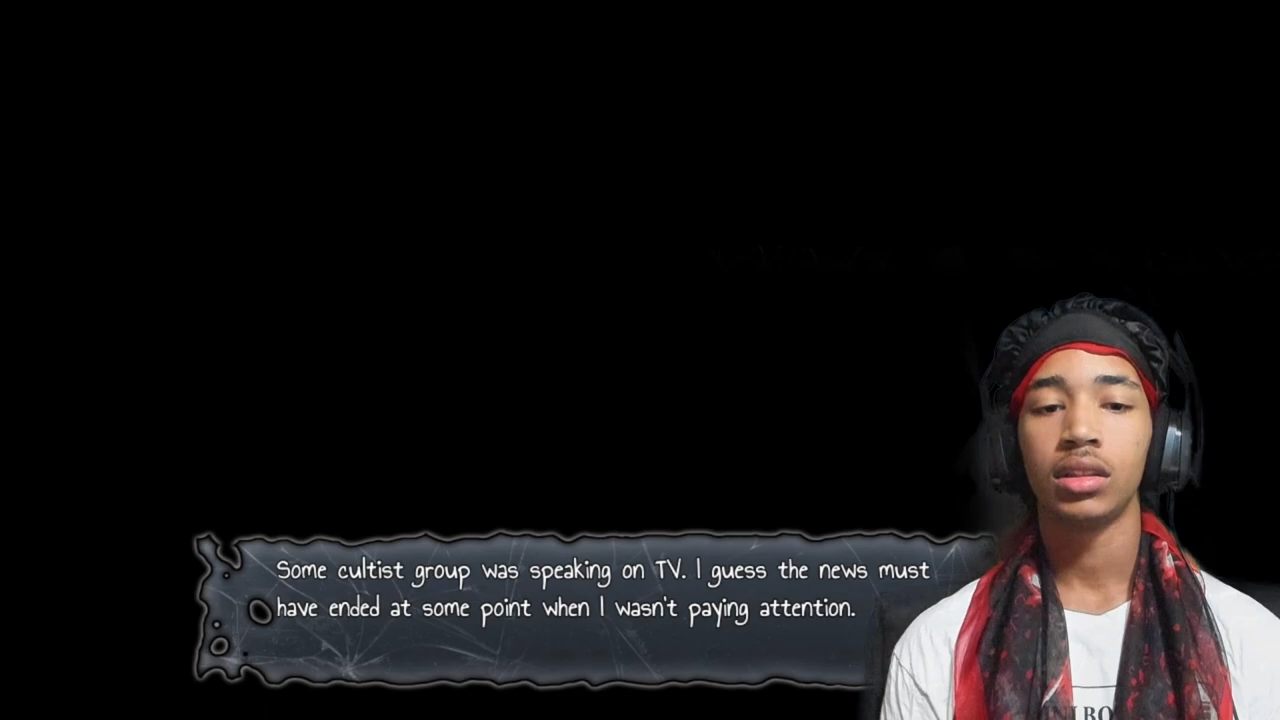 Some cultist group was speaking on TV. I guess the news must
have ended at some point when I wasn't paying attention.